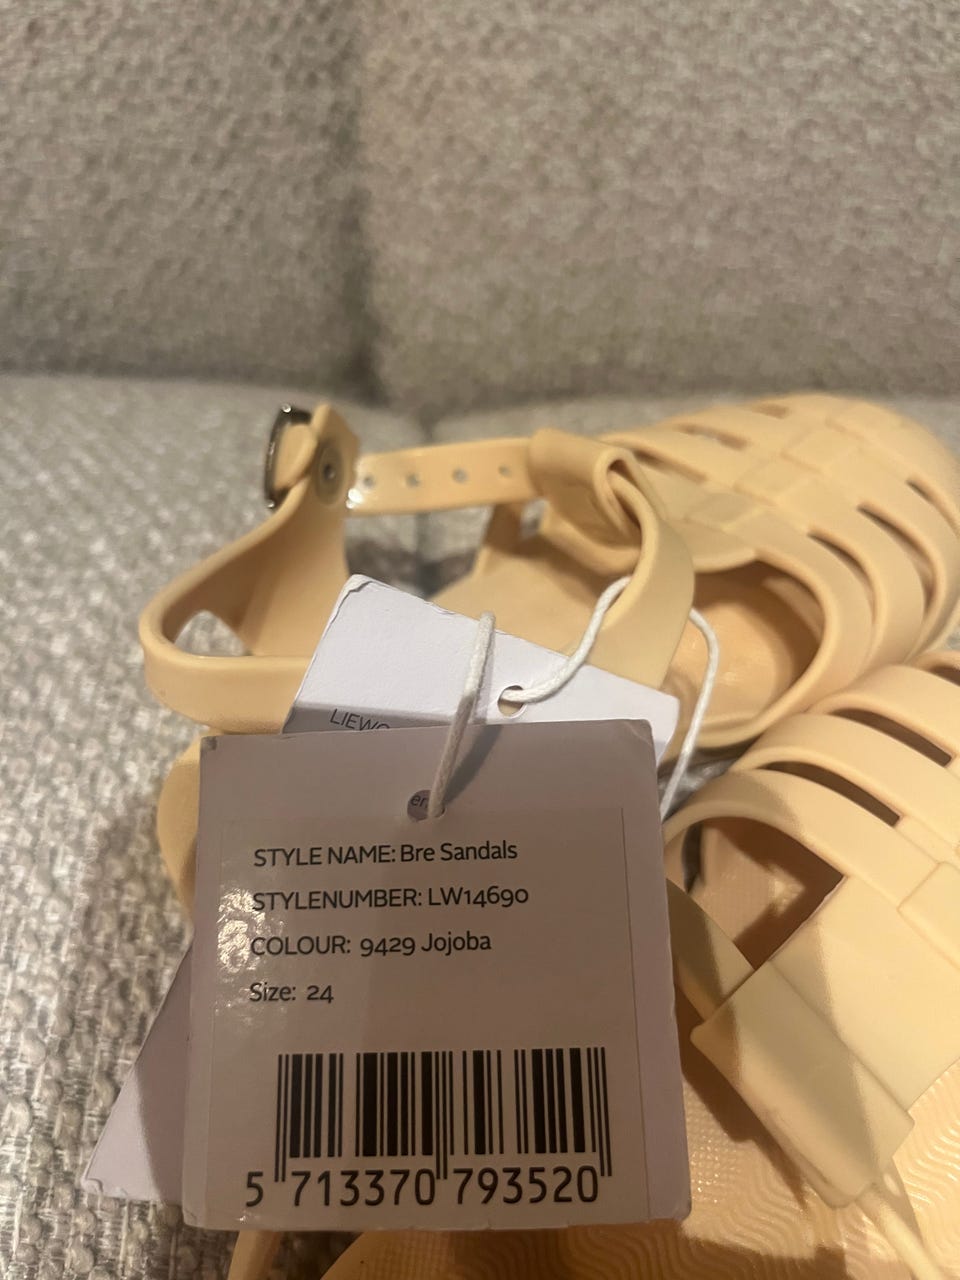 STYLE NAME: Bre Sandals
STYLENUMBER: LW14690
COLOUR: 9429 Jojoba
Size: 24
5 713370 793520